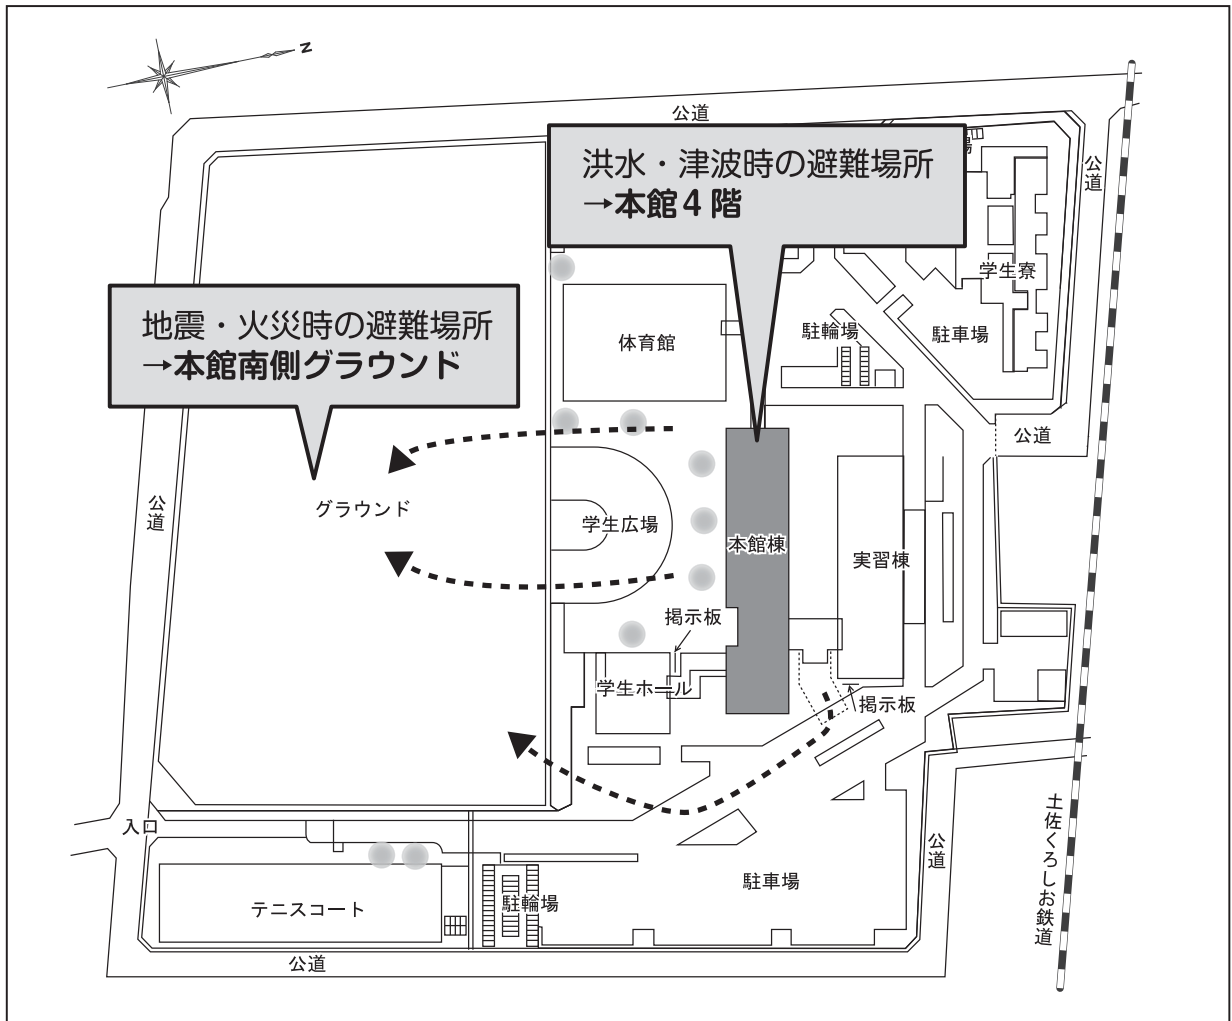 N
公道
洪水・津波時の避難場所
→本館4階
場
公道
学生寮
地震・火災時の避難場所
→本館南側グラウンド
体育館
駐輪場
駐車場
公道
公道
グラウンド
学生広場
本館棟
実習棟
掲示板
学生ホール
掲示板
入口
土佐くろしお鉄道
公道
駐車場
テニスコート
駐輪場
公道